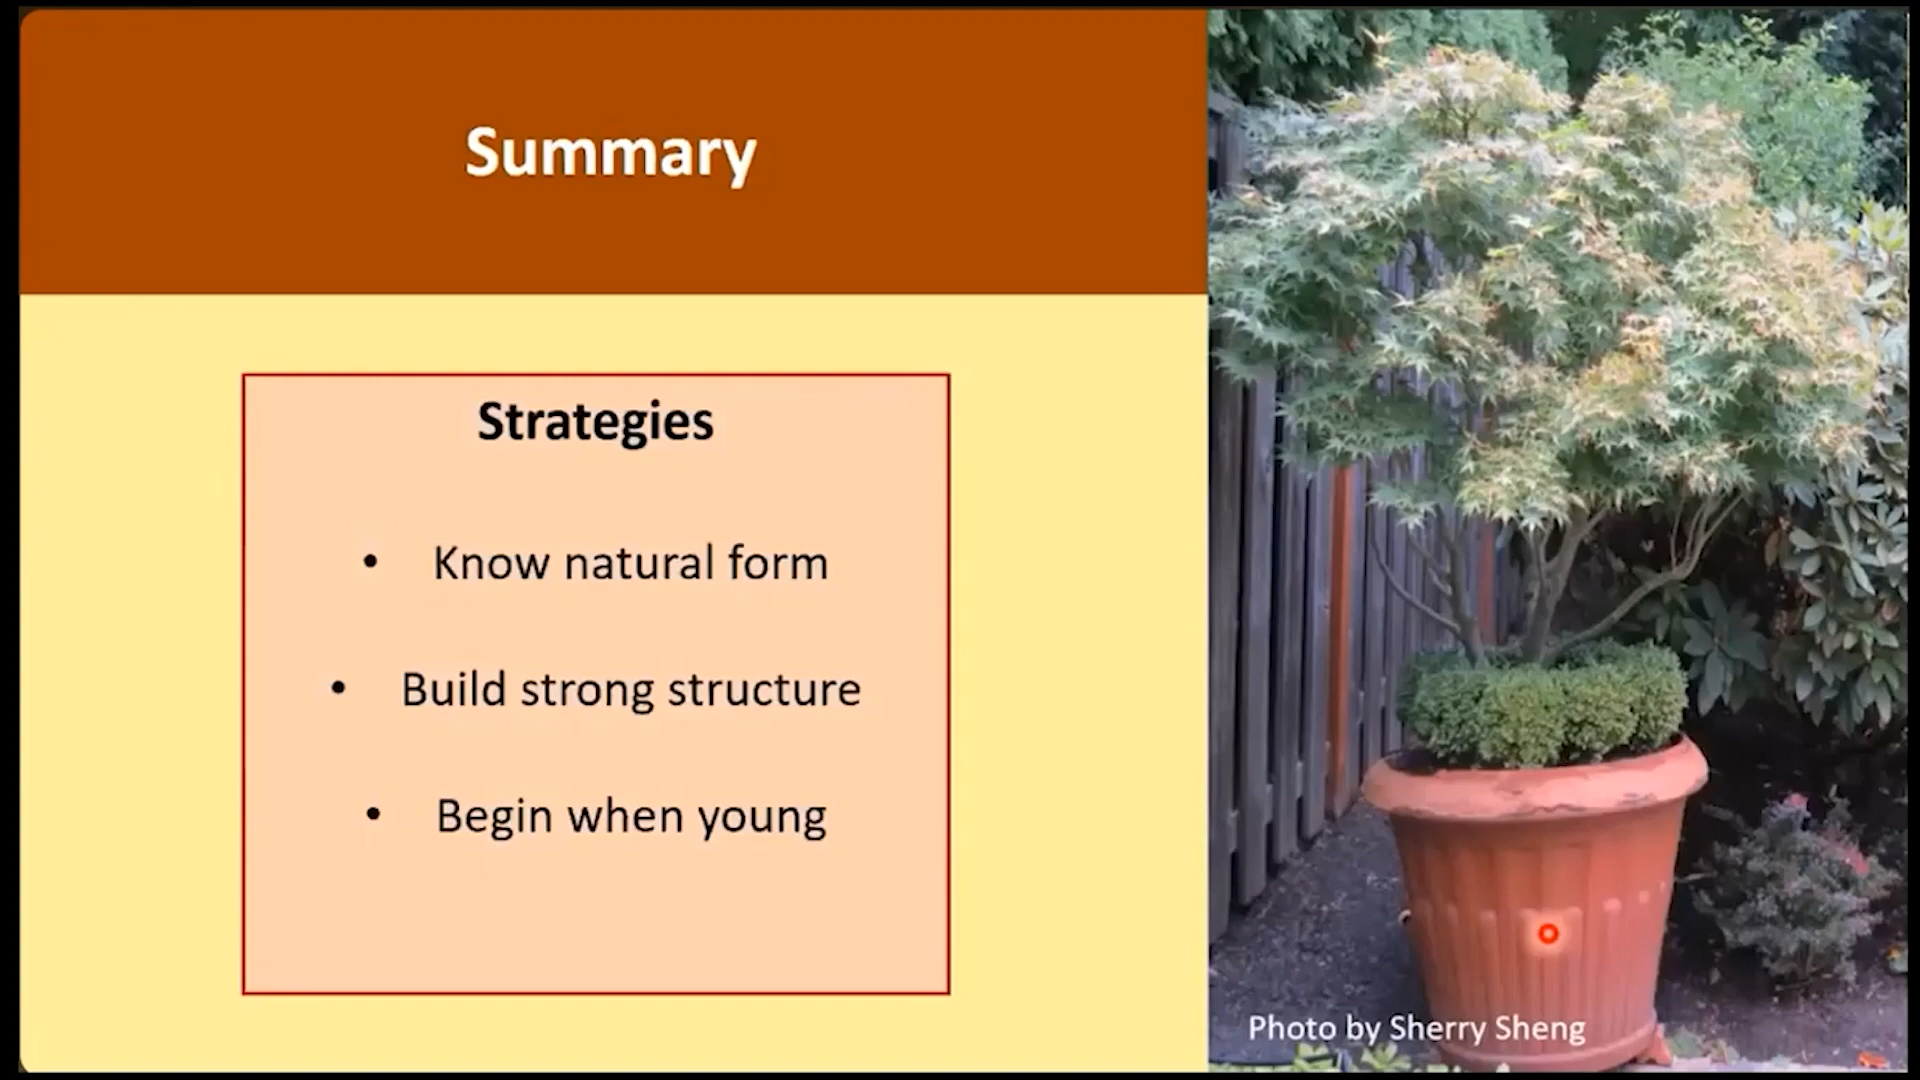 Summary
Strategies
• Know natural form
• Build strong structure
• Begin when young
Photo by Sherry Sheng